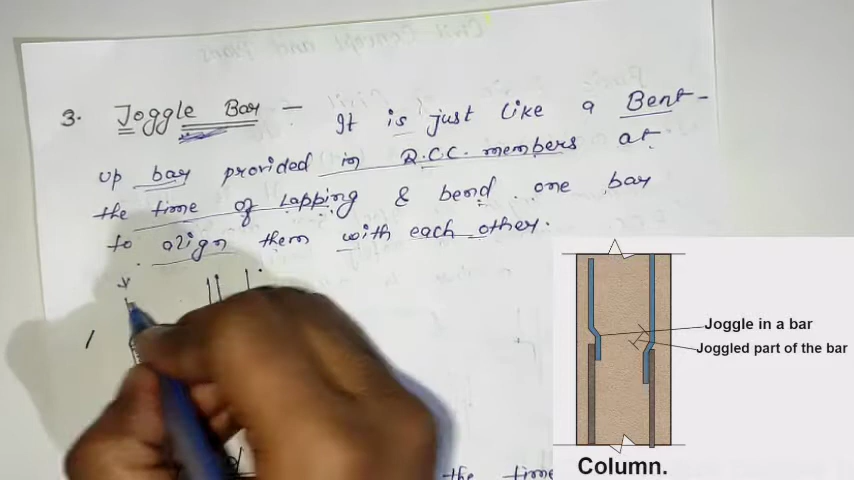 3. Joggle Bar - It is just like a Bent-
up bar provided in R.C.C. members at
the time of lapping & bend one bar
to align them with each other.
Joggle in a bar
Joggled part of the bar
Column.
the time